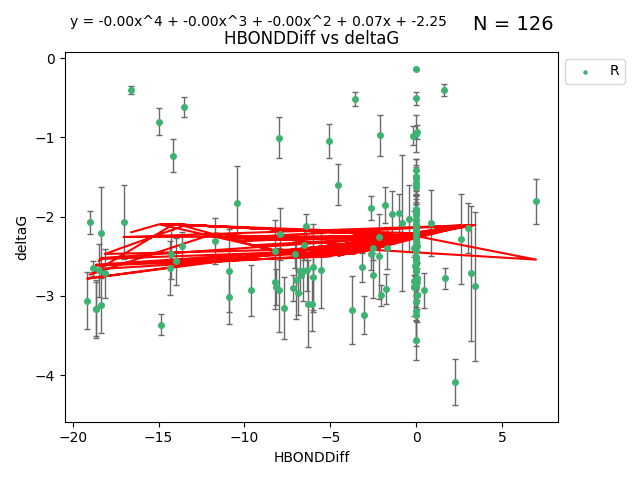 y = -0.00x^4 + -0.00x^3 + -0.00x^2 + 0.07x + -2.25
N = 126
HBONDDiff vs deltaG
R
deltaG
0
−1
−2
−3
−4
−20
−15
−10
−5
0
5
HBONDDiff